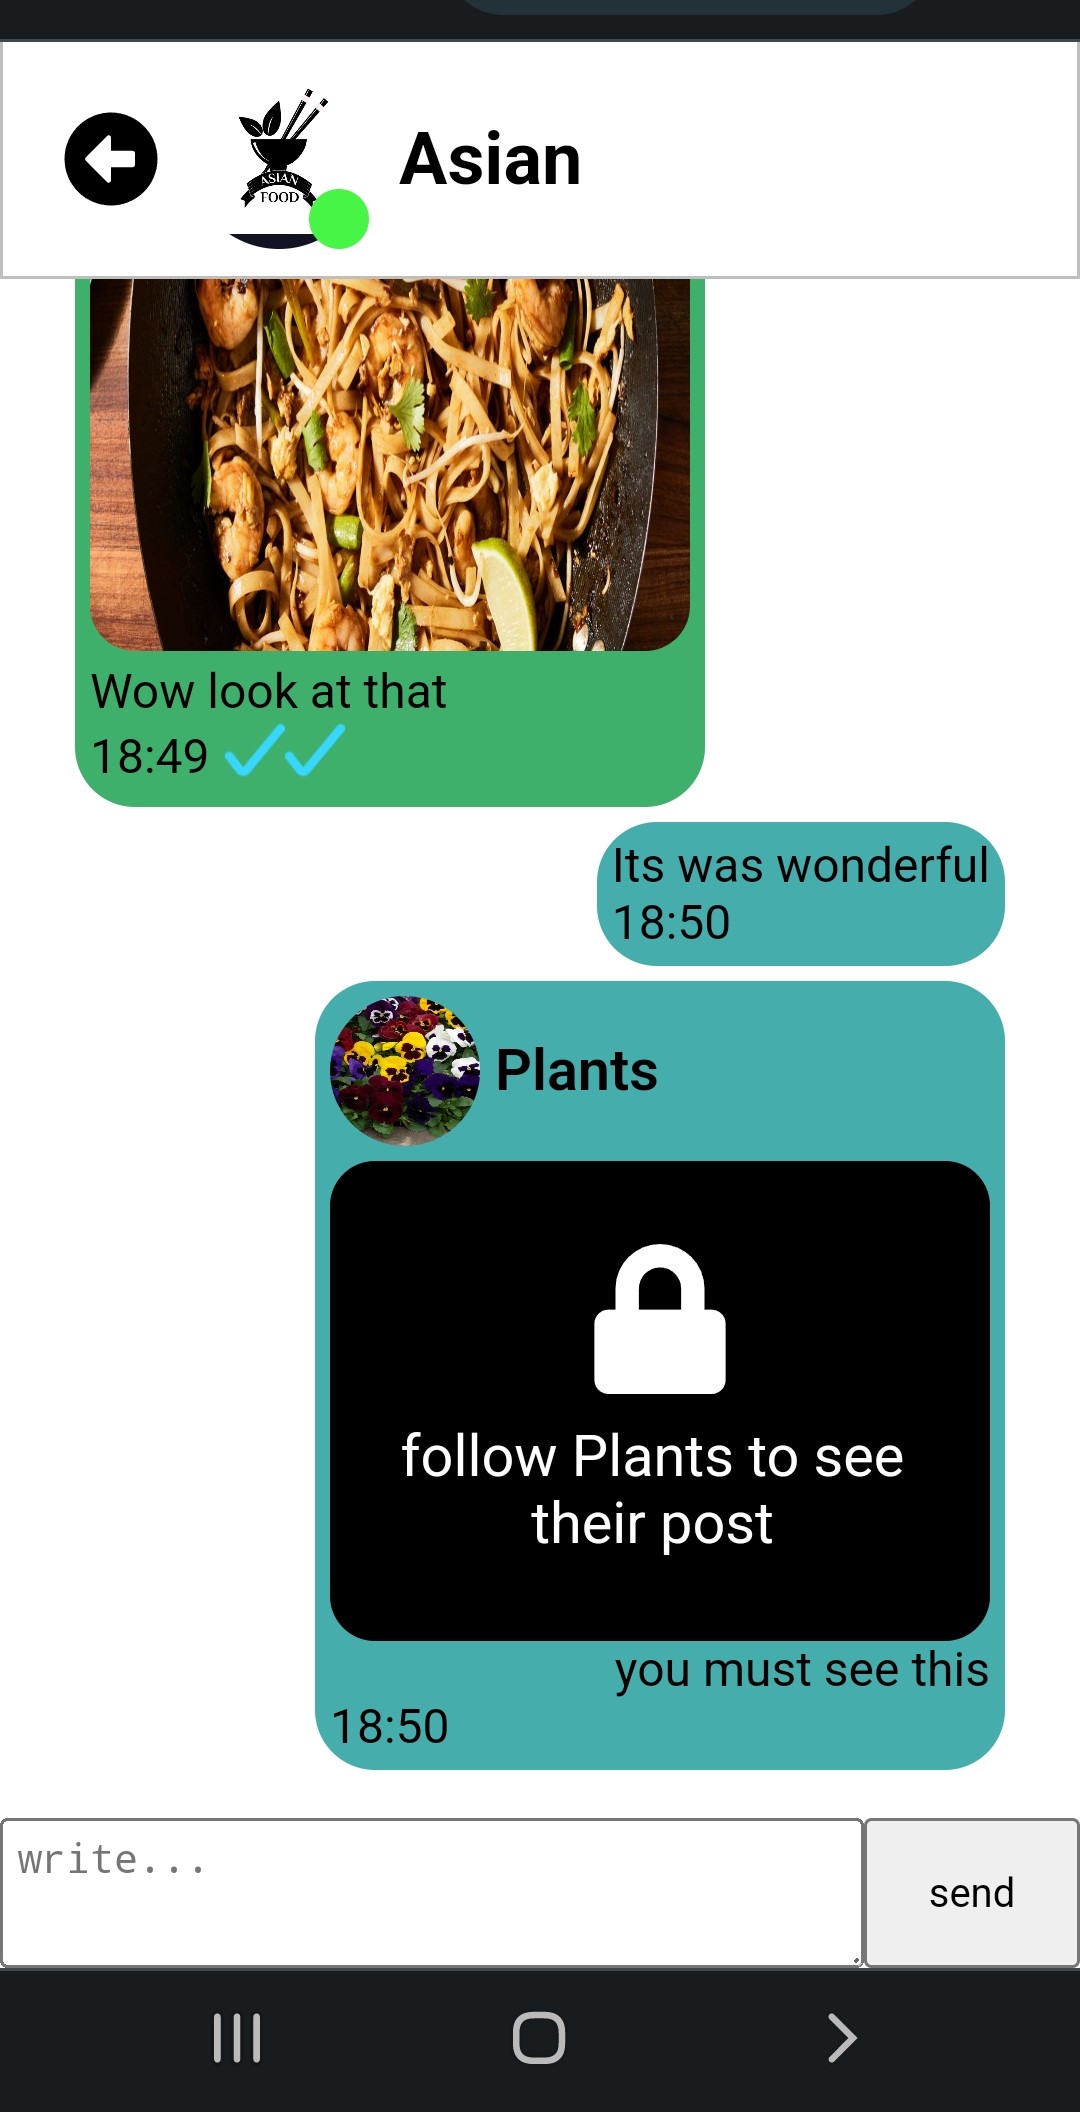 ASIAN
FOOD
Asian
Wow look at that
18:49
Its was wonderful
18:50
Plants
follow Plants to see
their post
you must see this
18:50
write...
send